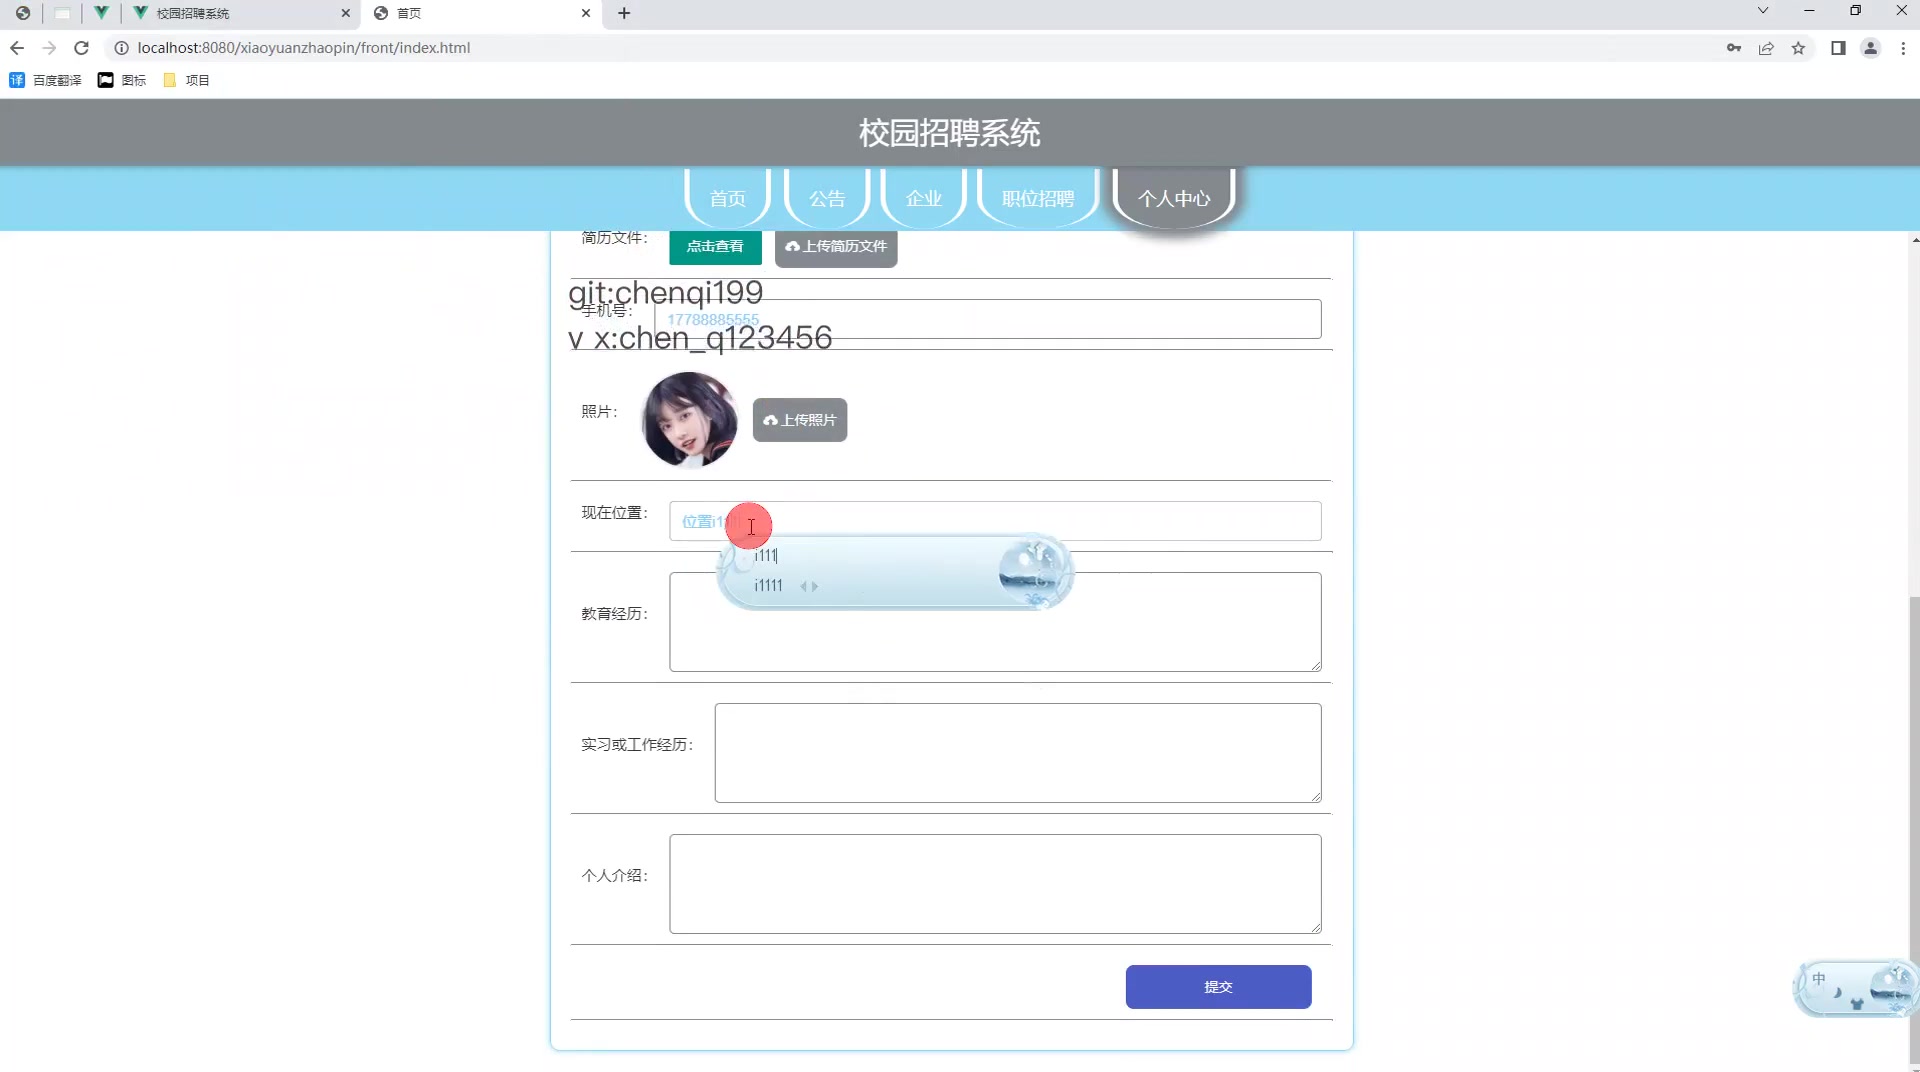 校园招聘系统
首页
localhost:8080/xiaoyuanzhaopin/front/index.html
译 百度翻译
图标
项目
校园招聘系统
首页
公告
企业
职位招聘
个人中心
简历文件：
点击查看
上传简历文件
git:chenqi199
手机号：
17788885555
v x:chen_q123456
照片：
上传照片
现在位置：
i111
i1111
教育经历：
实习或工作经历：
个人介绍：
提交
中